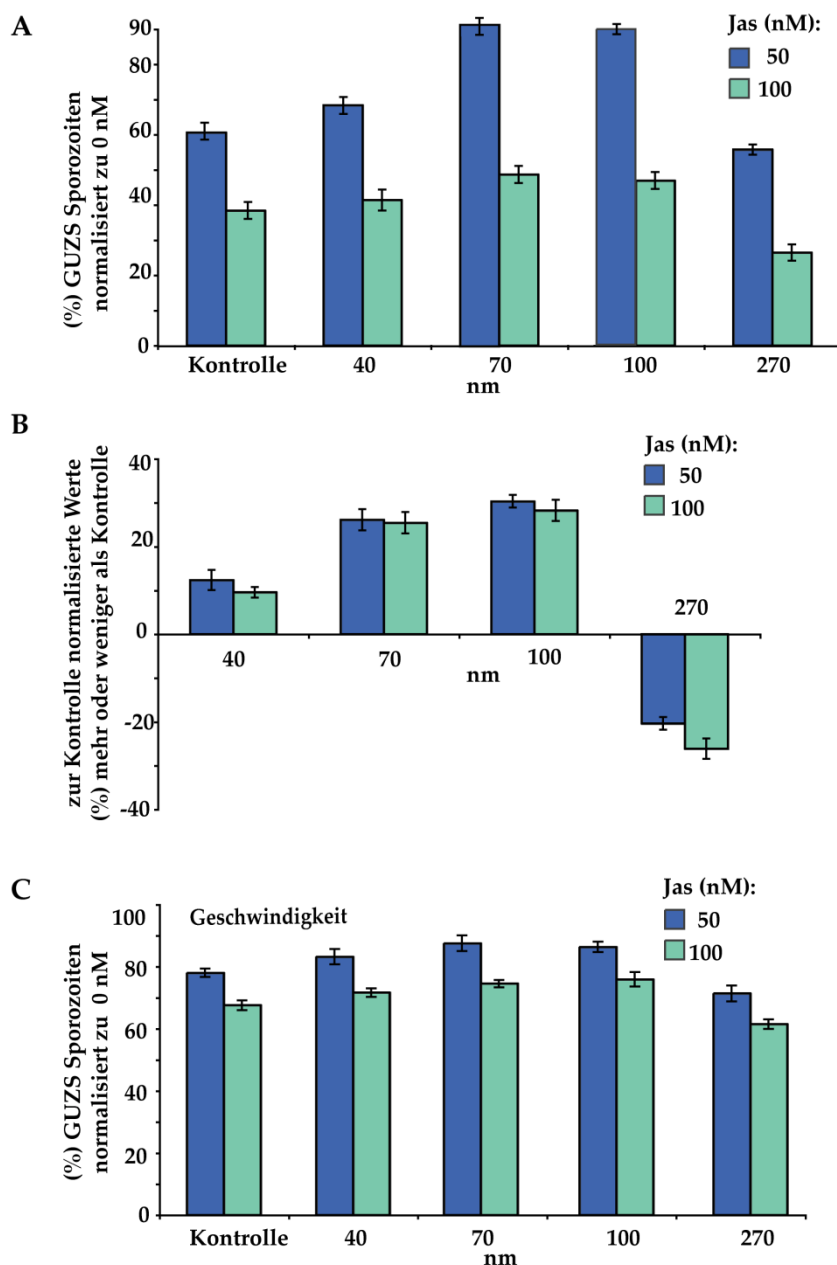 A
(%) GUZS Sporozoiten
normalisiert zu 0 nM
90
60
40
20
0
Jas (nM):
50
100
Kontrolle 40 70 100 270
nm
B
zur Kontrolle normalisierte Werte
(%) mehr oder weniger als Kontrolle
40
20
0
-20
-40
Jas (nM):
50
100
270
40 70 100
nm
C
(%) GUZS Sporozoiten
normalisiert zu 0 nM
100
80
60
40
20
0
Geschwindigkeit
Jas (nM):
50
100
Kontrolle 40 70 100 270
nm